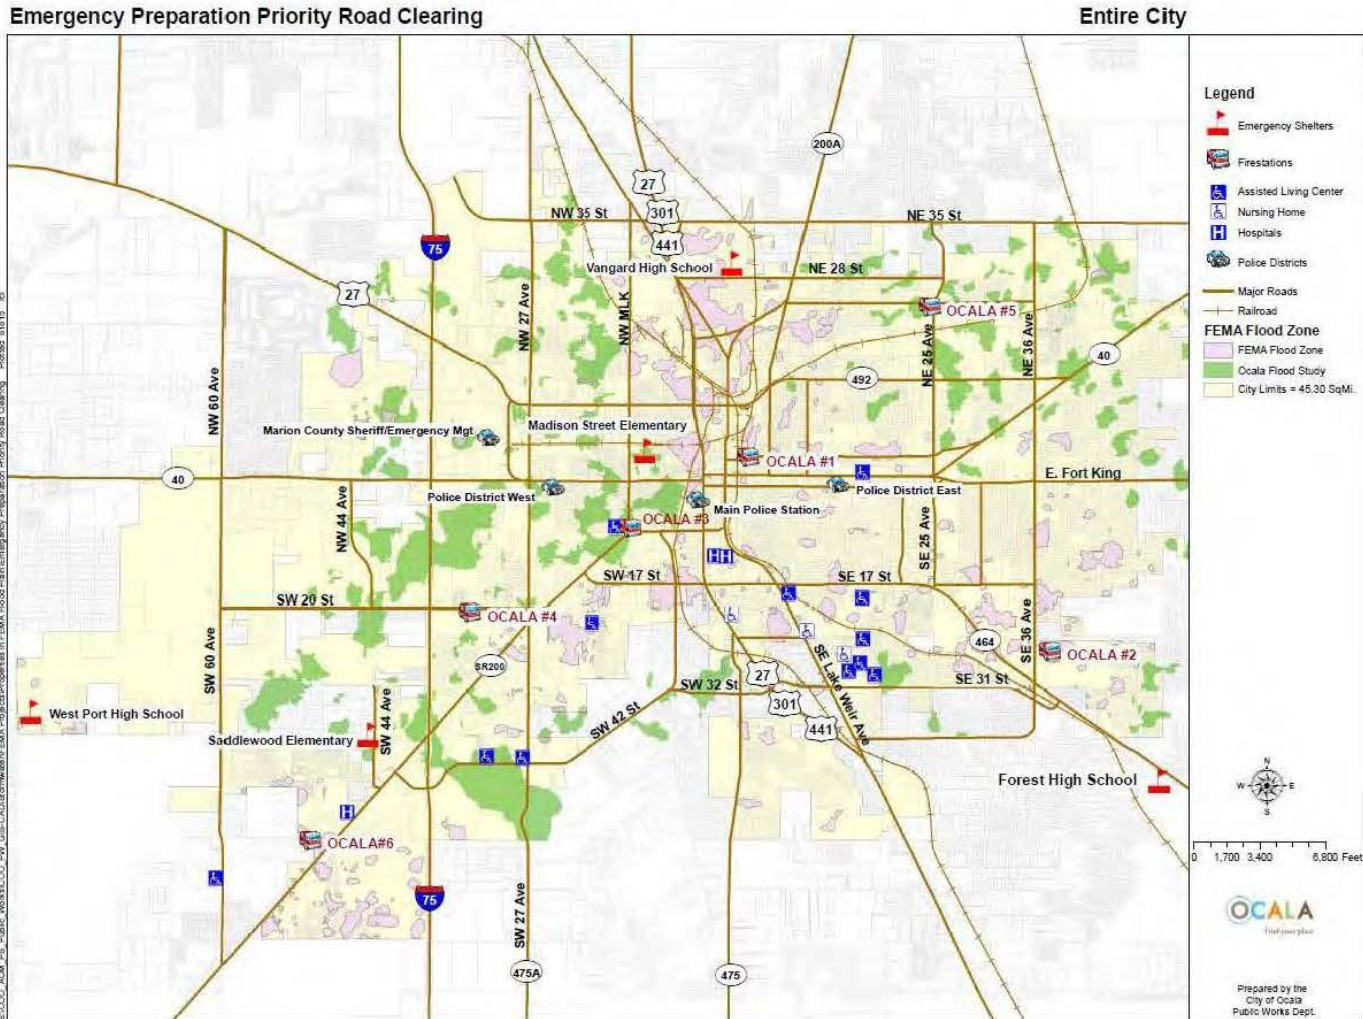 Emergency Preparation Priority Road Clearing
Entire City
Legend
Emergency Shelters
Firestations
Assisted Living Center
Nursing Home
Hospitals
Police Districts
Major Roads
Railroad
FEMA Flood Zone
FEMA Flood Zone
Ocala Flood Study
City Limits = 45.30 SqMi.
200A
27
301
441
NW 35 St
NE 35 St
75
Vangard High School
NE 28 St
27
NW 27 Ave
NW MLK
OCALA #5
NE 25 Ave
NE 36 Ave
40
492
NW 60 Ave
Marion County Sheriff/Emergency Mgt
Madison Street Elementary
OCALA #1
40
E. Fort King
Police District West
Police District East
Main Police Station
NW 44 Ave
OCALA #3
HH
SE 25 Ave
SW 17 St
SE 17 St
SW 20 St
OCALA #4
SW 60 Ave
SR200
464
SE 36 Ave
OCALA #2
SE Lake Weir Ave
27
301
441
SW 32 St
SE 31 St
West Port High School
SW 44 Ave
SW 42 St
Saddlewood Elementary
Forest High School
H
OCALA#6
75
SW 27 Ave
475A
475
N
W
E
S
0 1,700 3,400 6,800 Feet
OCALA
Find your place
Prepared by the
City of Ocala
Public Works Dept.